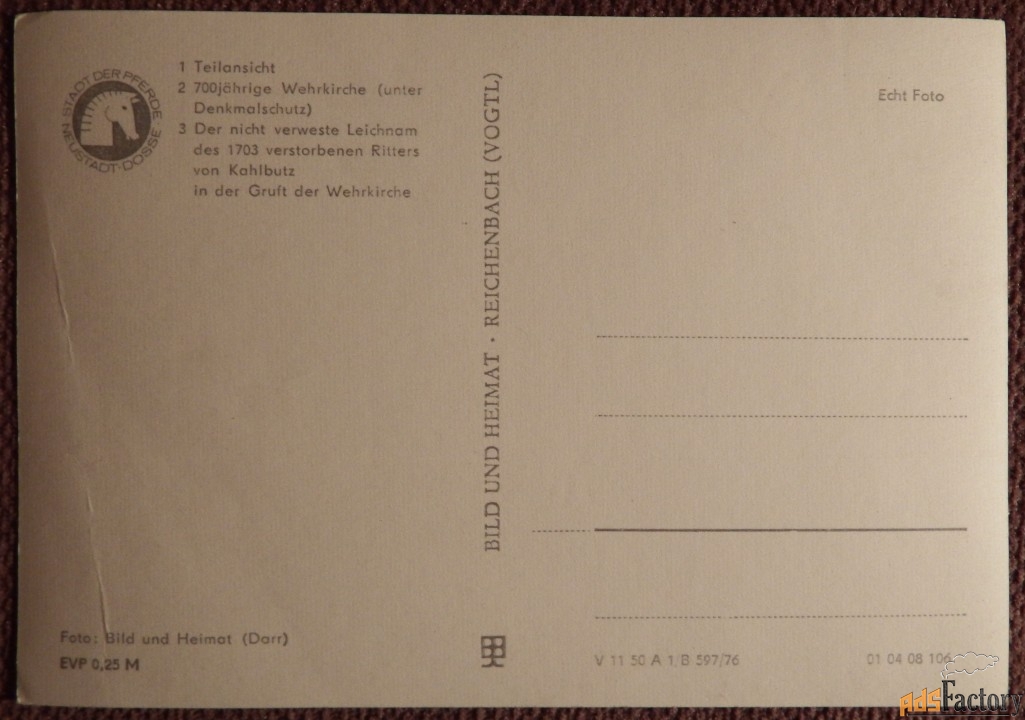 STADT DER PFERDE
NEUSTADT·DOSSE
1 Teilansicht
2 700jährige Wehrkirche (unter
Denkmalschutz)
3 Der nicht verweste Leichnam
des 1703 verstorbenen Ritters
von Kahlbutz
in der Gruft der Wehrkirche
Foto: Bild und Heimat (Darr)
EVP 0,25 M
BILD UND HEIMAT · REICHENBACH (VOGTL)
Echt Foto
V 11 50 A 1/B 597/76
01 04 08 106
AdsFactory